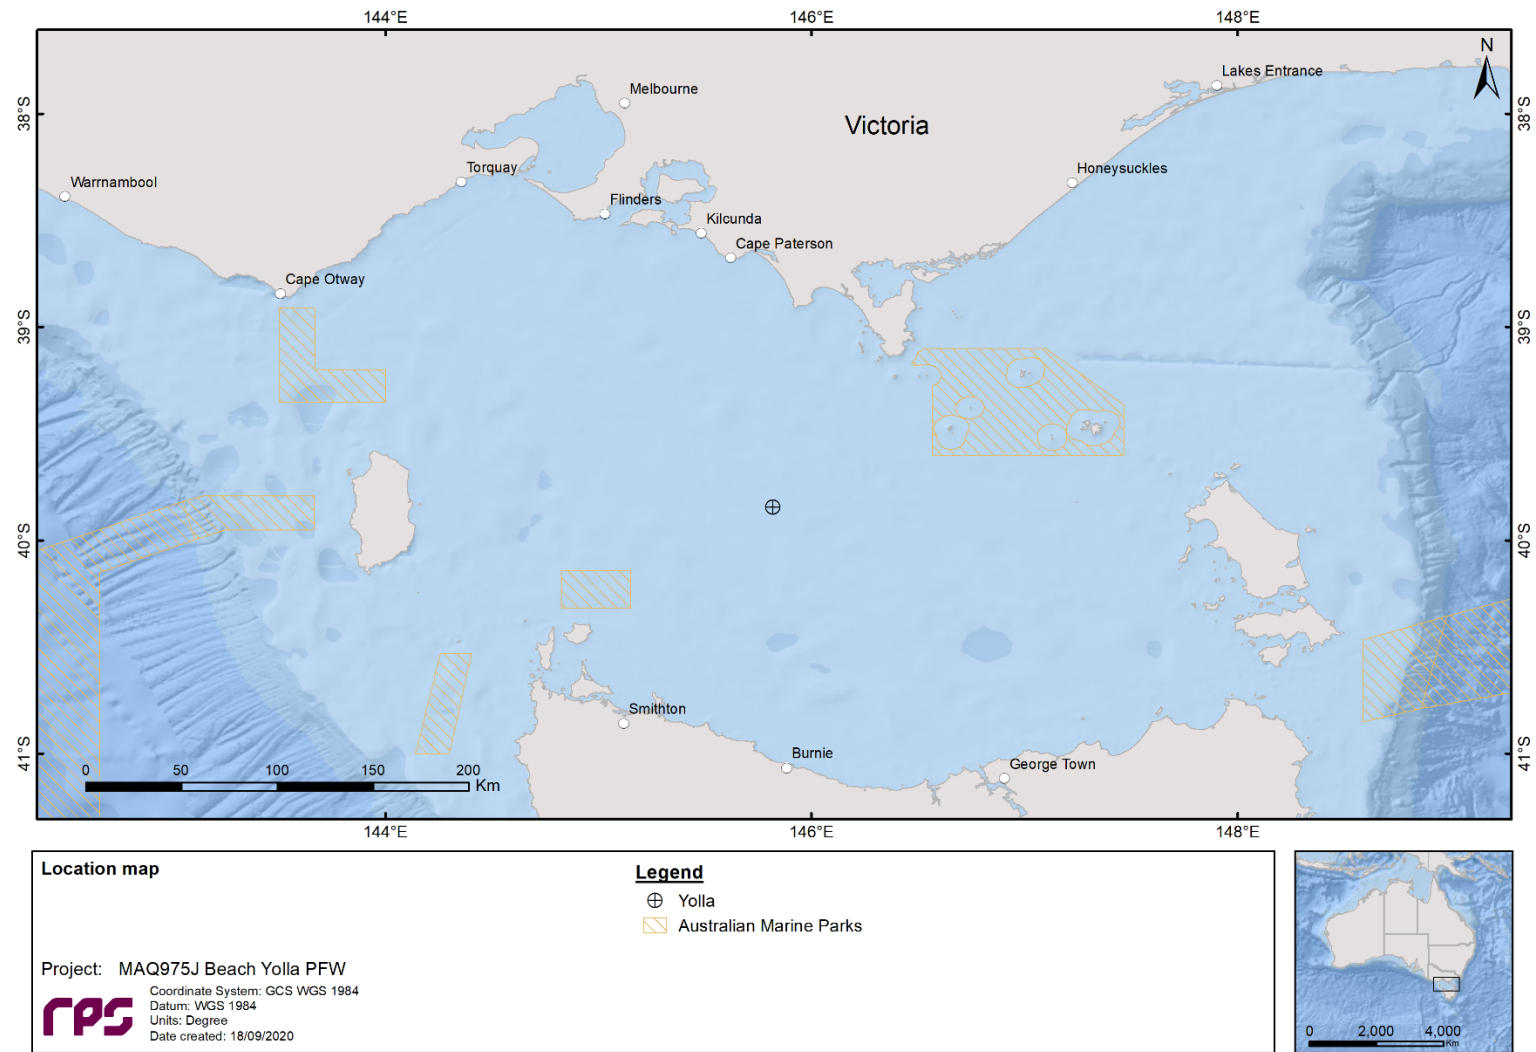 144°E
146°E
148°E
N
Lakes Entrance
Melbourne
38°S
Victoria
38°S
Torquay
Honeysuckles
Warrnambool
Flinders
Kilcunda
Cape Paterson
Cape Otway
39°S
39°S
40°S
40°S
Smithton
Burnie
George Town
41°S
41°S
0 50 100 150 200
Km
144°E
146°E
148°E
Location map
Legend
Yolla
Australian Marine Parks
Project: MAQ975J Beach Yolla PFW
rps
Coordinate System: GCS WGS 1984
Datum: WGS 1984
Units: Degree
Date created: 18/09/2020
0 2,000 4,000
Km